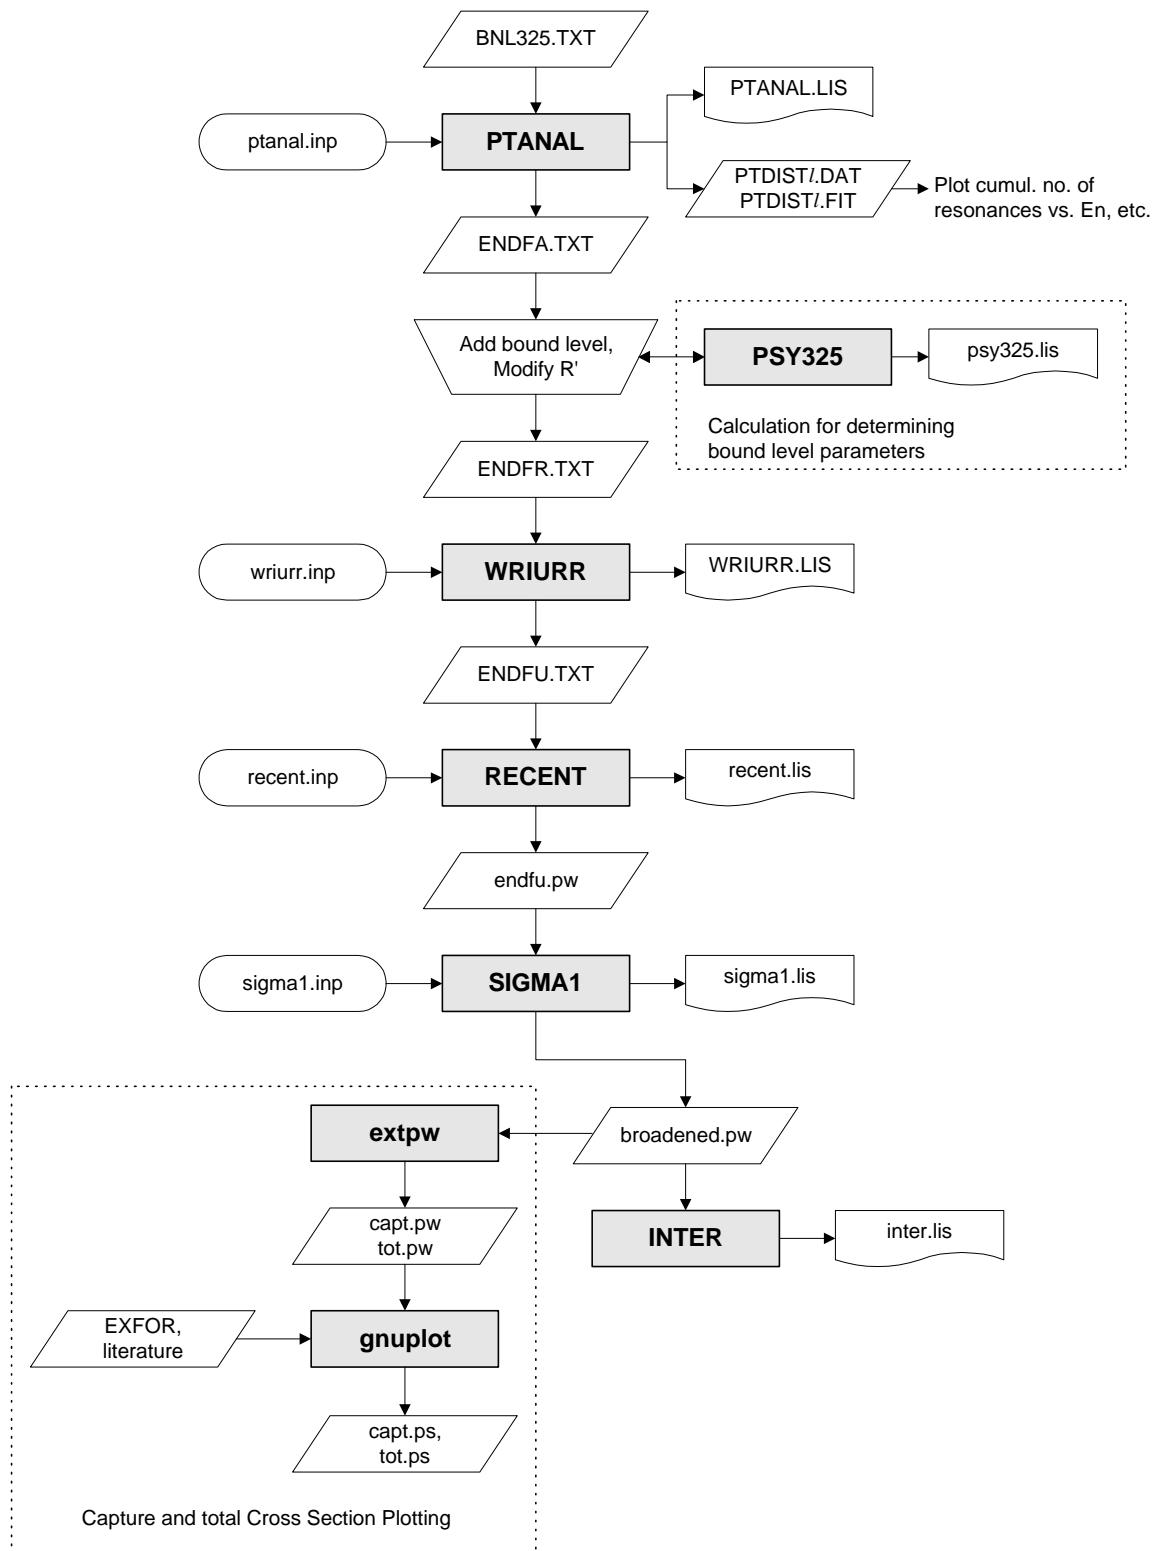 BNL325.TXT
PTANAL.LIS
ptanal.inp
PTANAL
PTDISTl.DAT
PTDISTl.FIT
Plot cumul. no. of
resonances vs. En, etc.
ENDFA.TXT
Add bound level,
Modify R'
PSY325
psy325.lis
Calculation for determining
bound level parameters
ENDFR.TXT
wriurr.inp
WRIURR
WRIURR.LIS
ENDFU.TXT
recent.inp
RECENT
recent.lis
endfu.pw
sigma1.inp
SIGMA1
sigma1.lis
extpw
broadened.pw
capt.pw
tot.pw
INTER
inter.lis
EXFOR,
literature
gnuplot
capt.ps,
tot.ps
Capture and total Cross Section Plotting